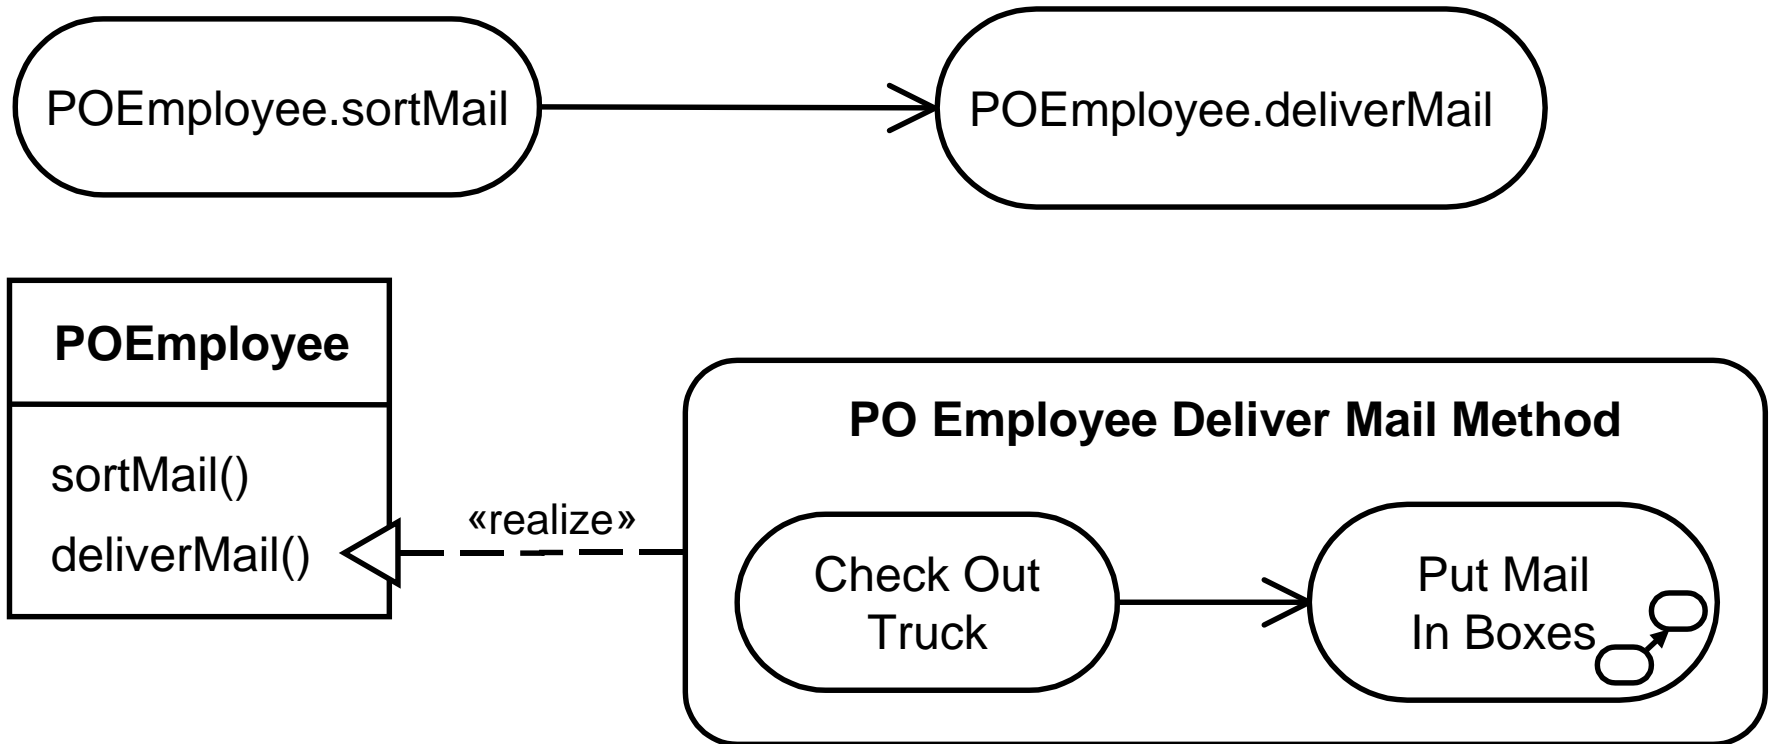 POEmployee.sortMail
POEmployee.deliverMail
POEmployee
sortMail()
deliverMail()
«realize»
PO Employee Deliver Mail Method
Check Out
Truck
Put Mail
In Boxes